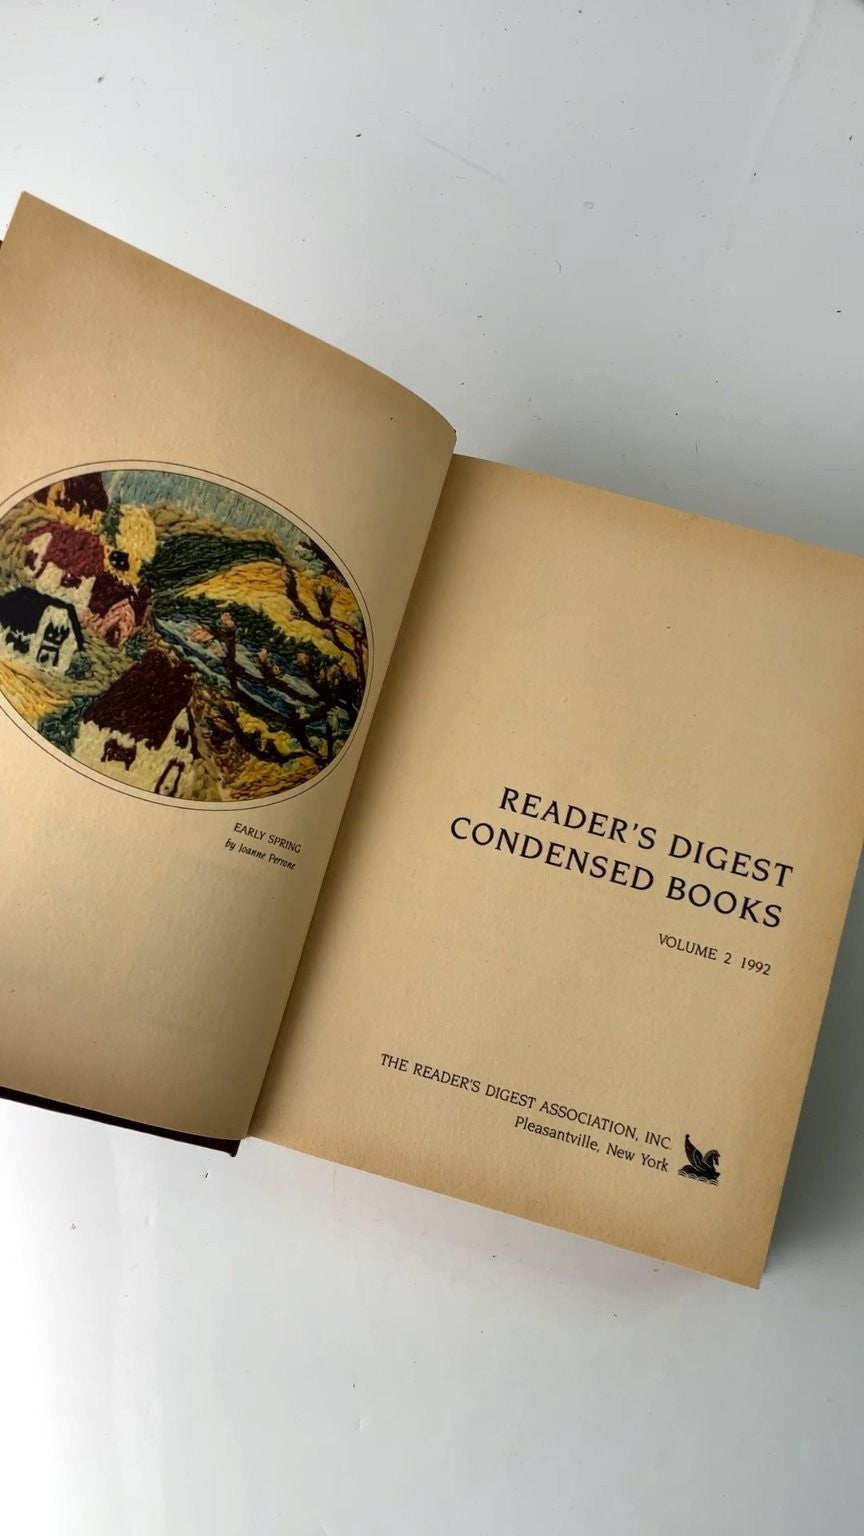 EARLY SPRING
by Joanne Perrone
READER'S DIGEST
CONDENSED BOOKS
VOLUME 2 1992
THE READER'S DIGEST ASSOCIATION, INC.
Pleasantville, New York